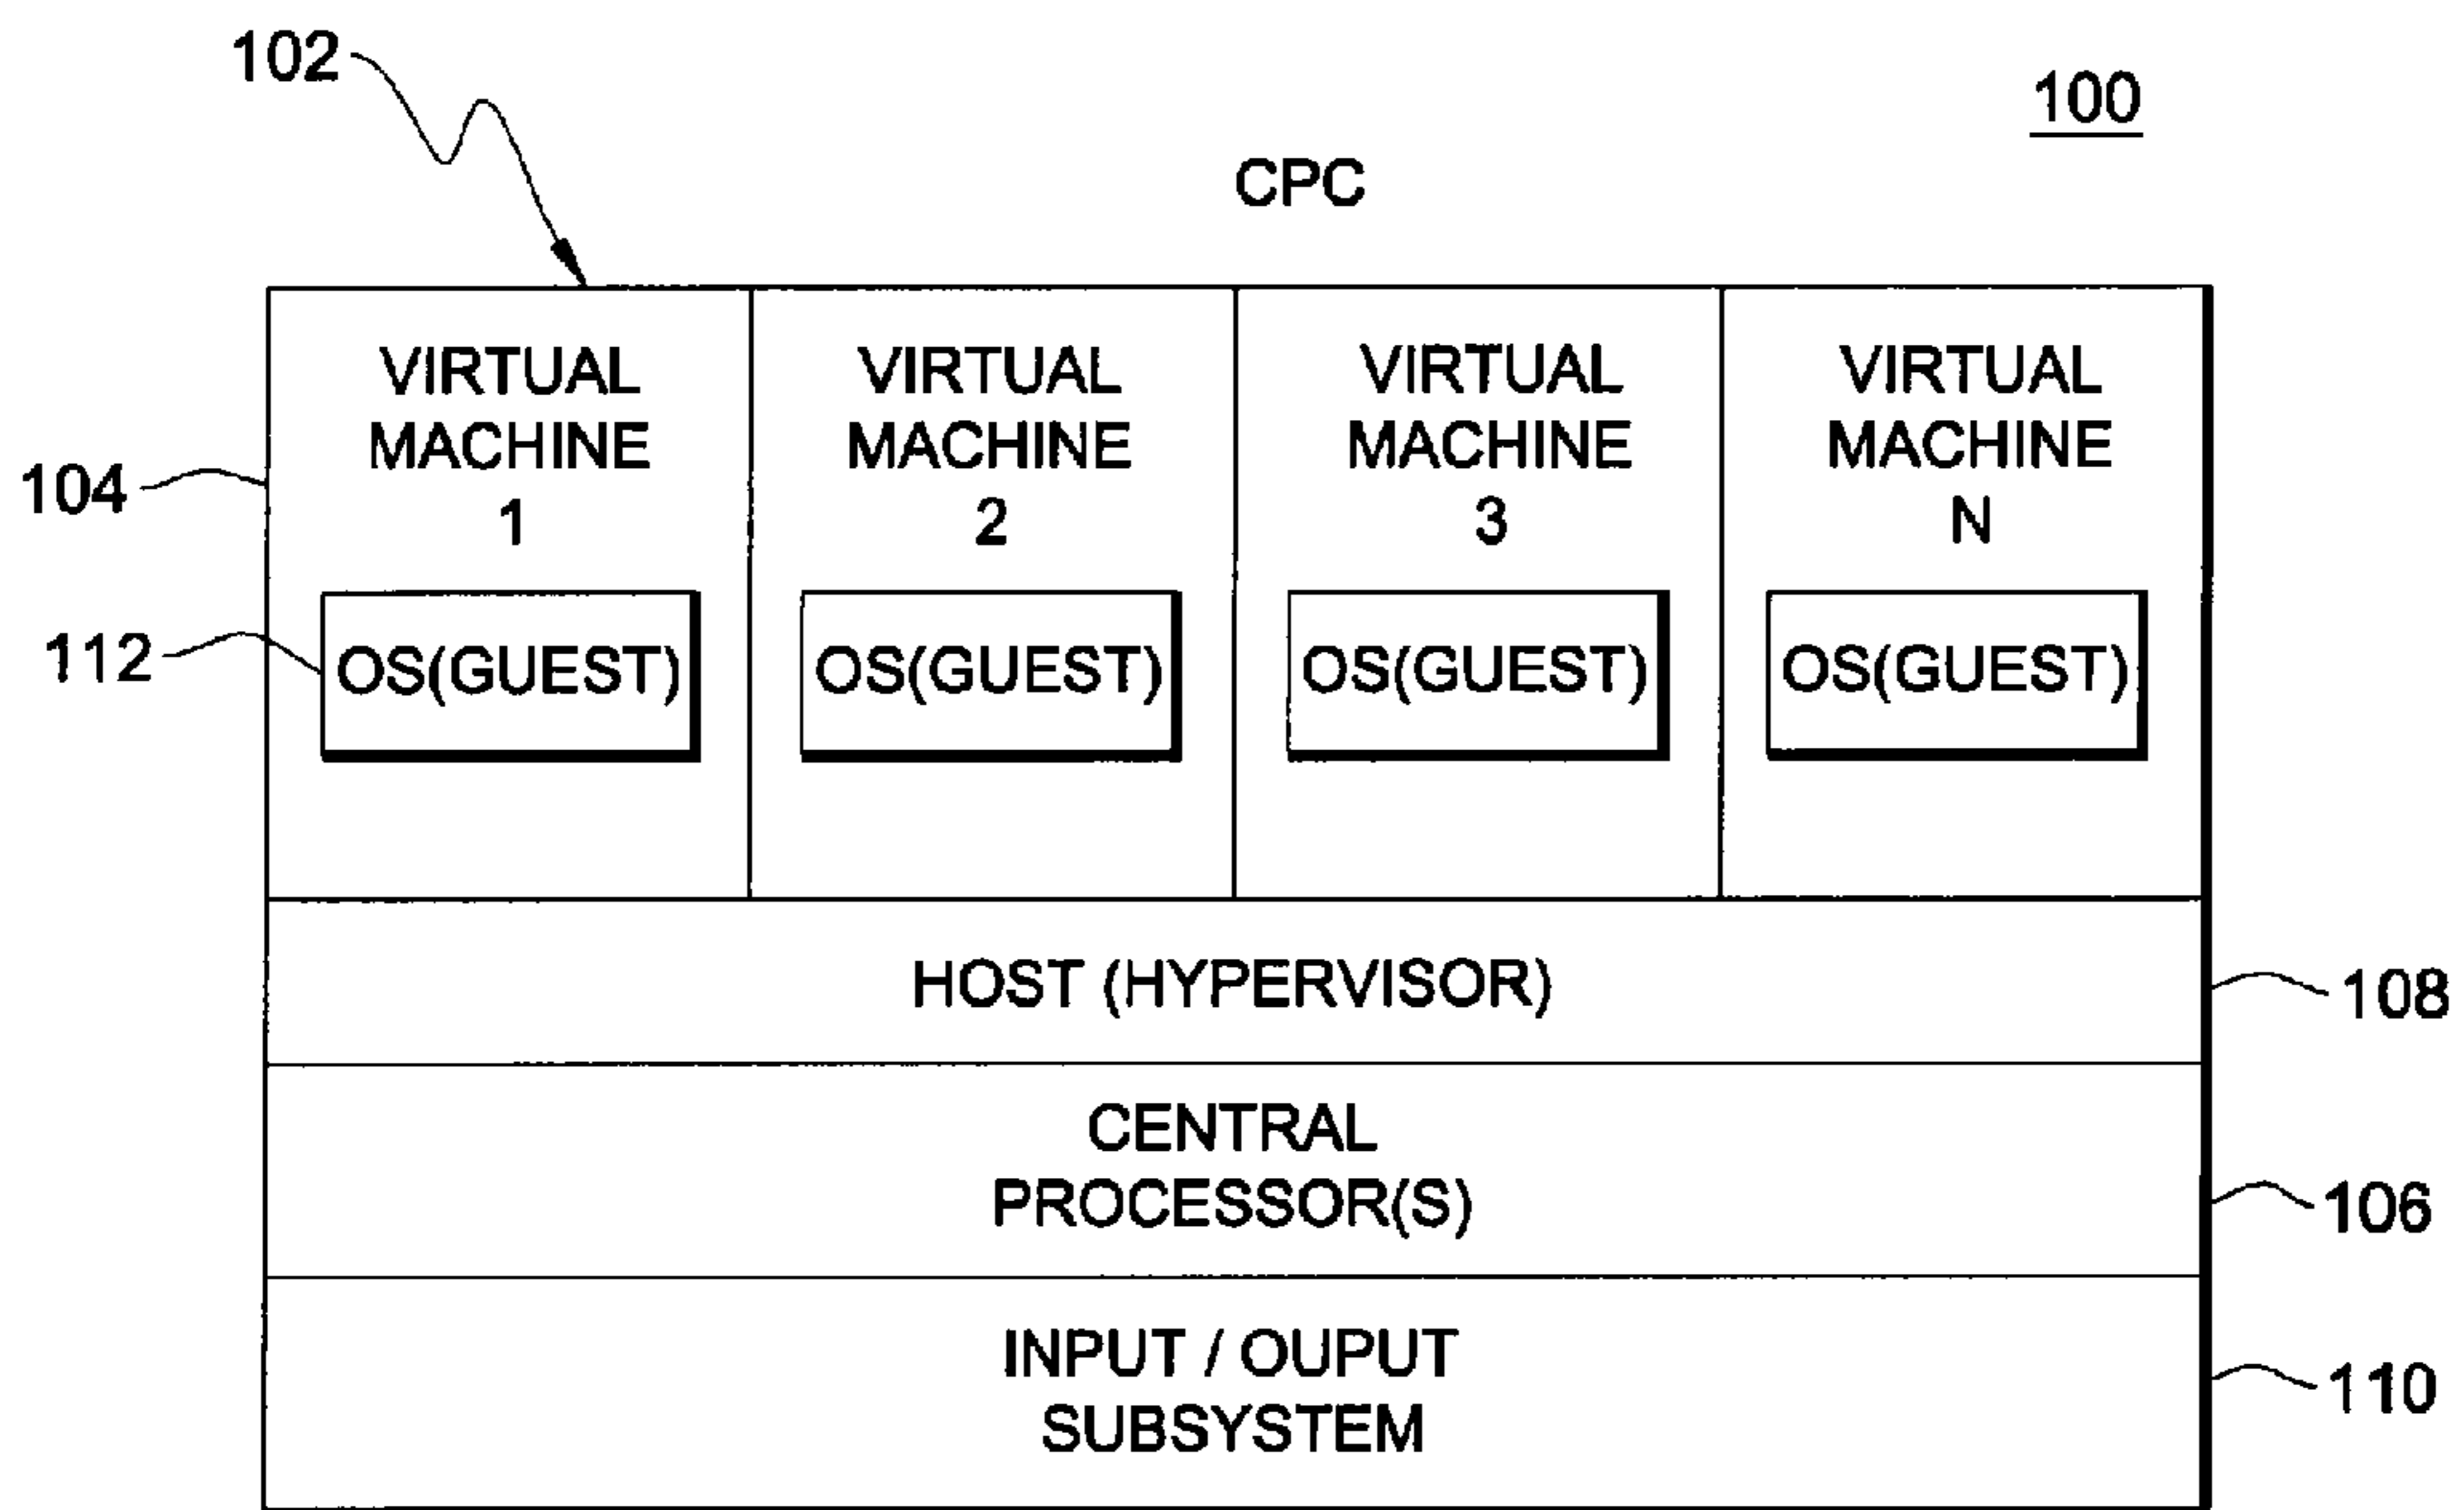 102
100
CPC
VIRTUAL
MACHINE
1
VIRTUAL
MACHINE
2
VIRTUAL
MACHINE
3
VIRTUAL
MACHINE
N
104
112
OS(GUEST)
OS(GUEST)
OS(GUEST)
OS(GUEST)
HOST (HYPERVISOR)
108
CENTRAL
PROCESSOR(S)
106
INPUT / OUPUT
SUBSYSTEM
110